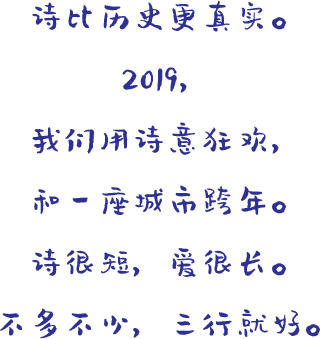 诗比历史更真实。
2019,
我们用诗意狂欢,
和一座城市跨年。
诗很短, 爱很长。
不多不少, 三行就好。